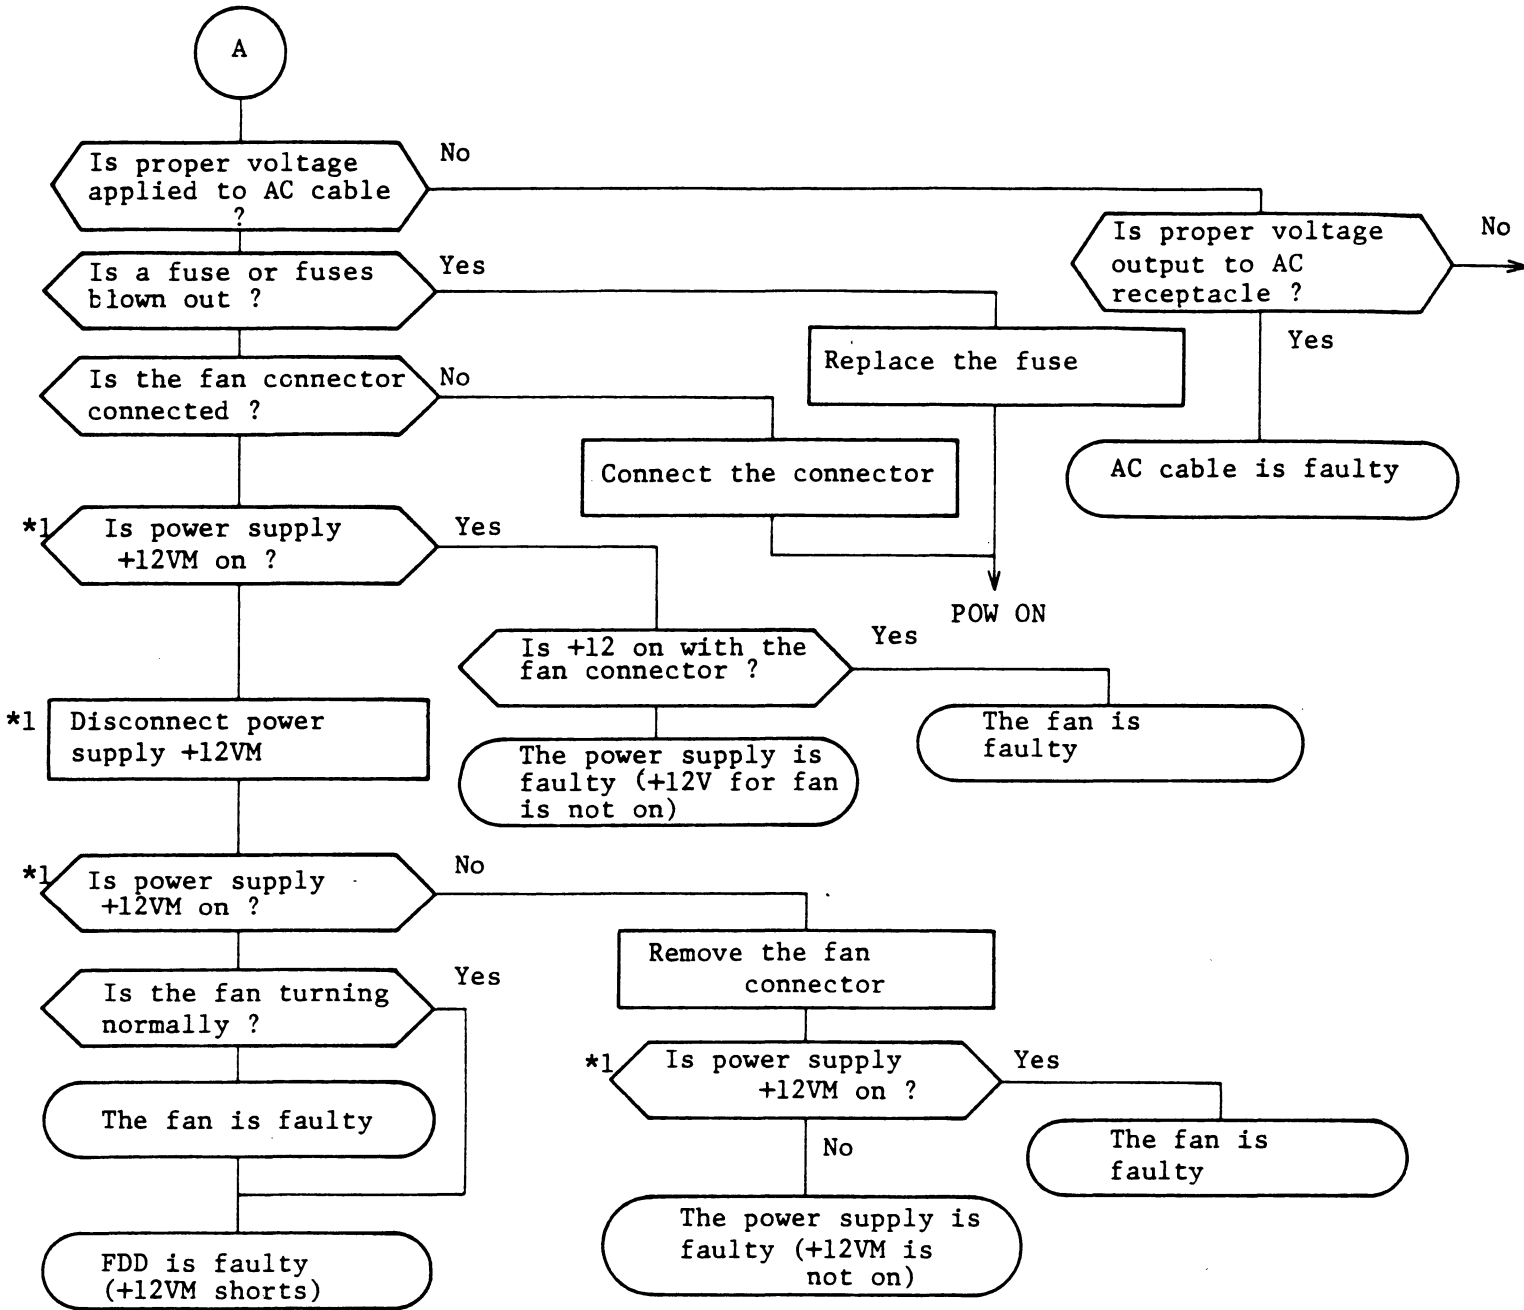 A
Is proper voltage
applied to AC cable
?
No
Is proper voltage
output to AC
receptacle ?
No
Yes
AC cable is faulty
Is a fuse or fuses
blown out ?
Yes
Replace the fuse
Is the fan connector
connected ?
No
Connect the connector
POW ON
*1
Is power supply
+12VM on ?
Yes
Is +12 on with the
fan connector ?
Yes
The fan is
faulty
The power supply is
faulty (+12V for fan
is not on)
*1
Disconnect power
supply +12VM
*1
Is power supply
+12VM on ?
No
Remove the fan
connector
*1
Is power supply
+12VM on ?
Yes
The fan is
faulty
No
The power supply is
faulty (+12VM is
not on)
Is the fan turning
normally ?
Yes
The fan is faulty
FDD is faulty
(+12VM shorts)